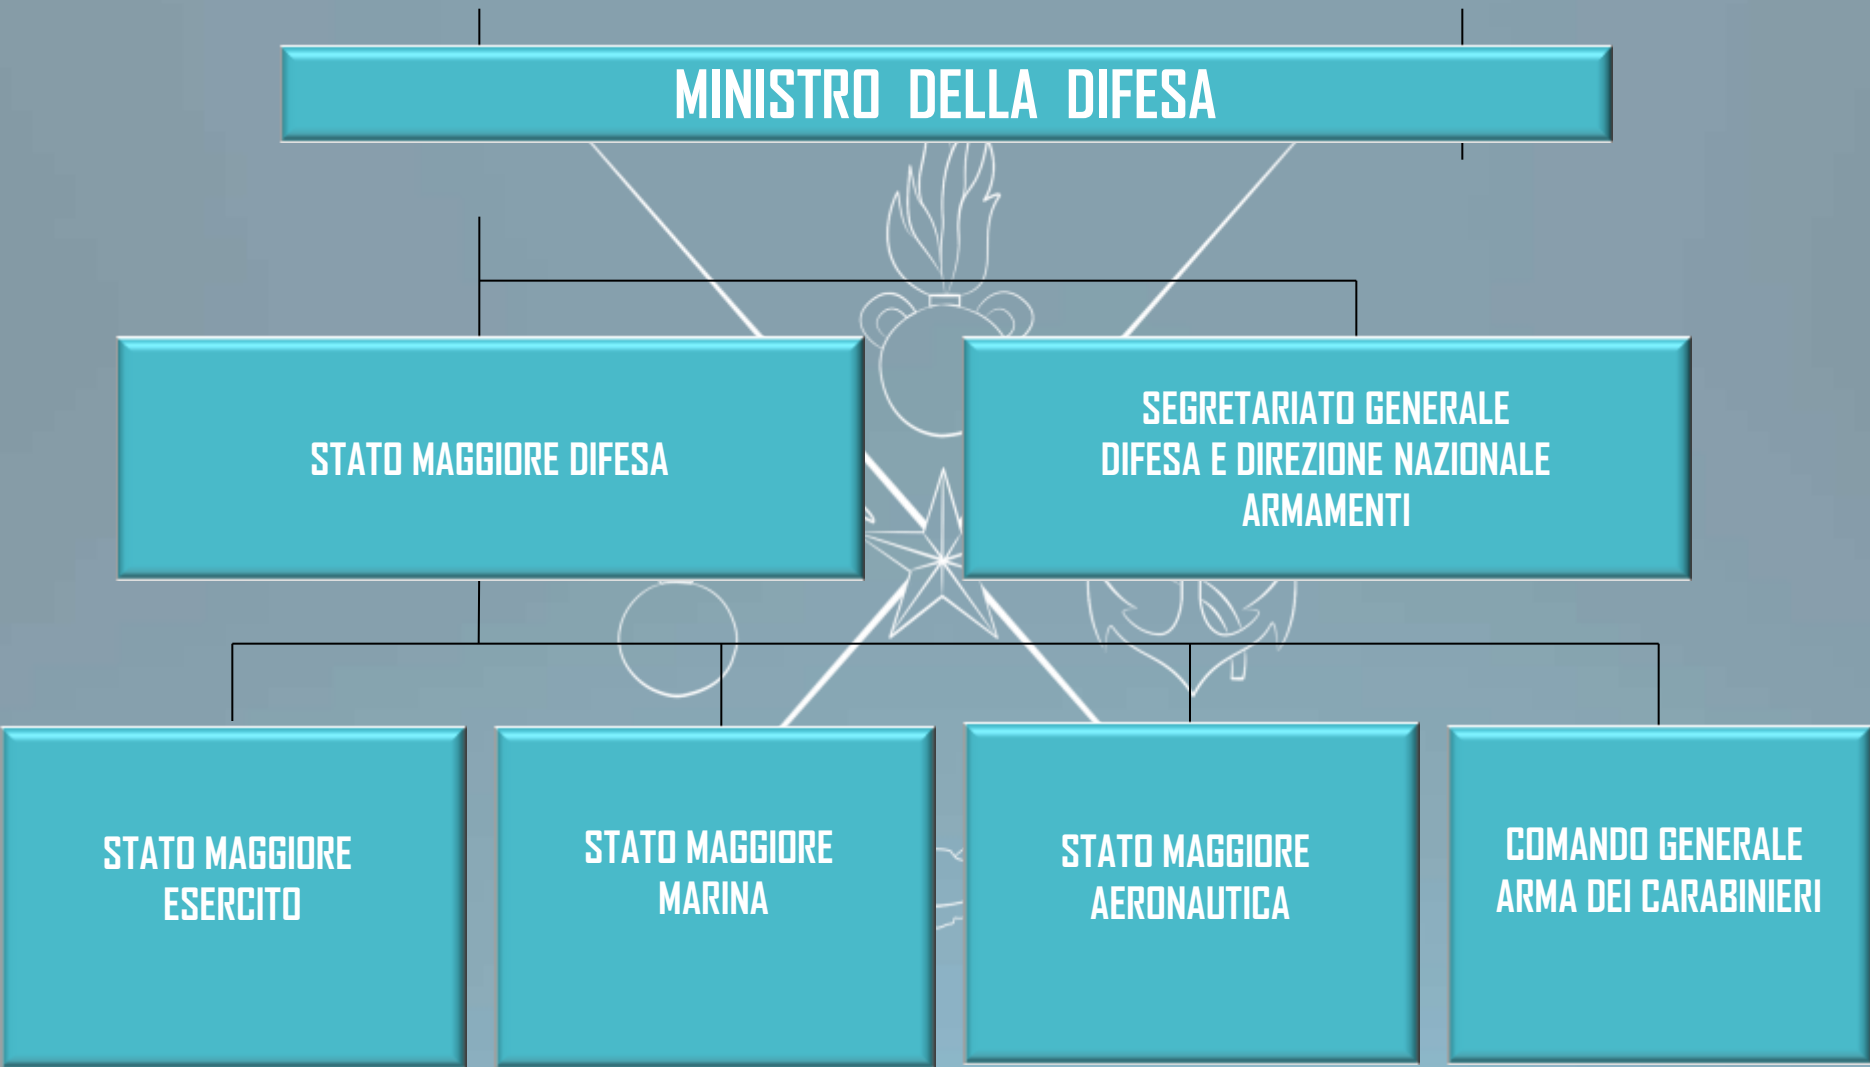 MINISTRO DELLA DIFESA
STATO MAGGIORE DIFESA
SEGRETARIATO GENERALE
DIFESA E DIREZIONE NAZIONALE
ARMAMENTI
STATO MAGGIORE
ESERCITO
STATO MAGGIORE
MARINA
STATO MAGGIORE
AERONAUTICA
COMANDO GENERALE
ARMA DEI CARABINIERI